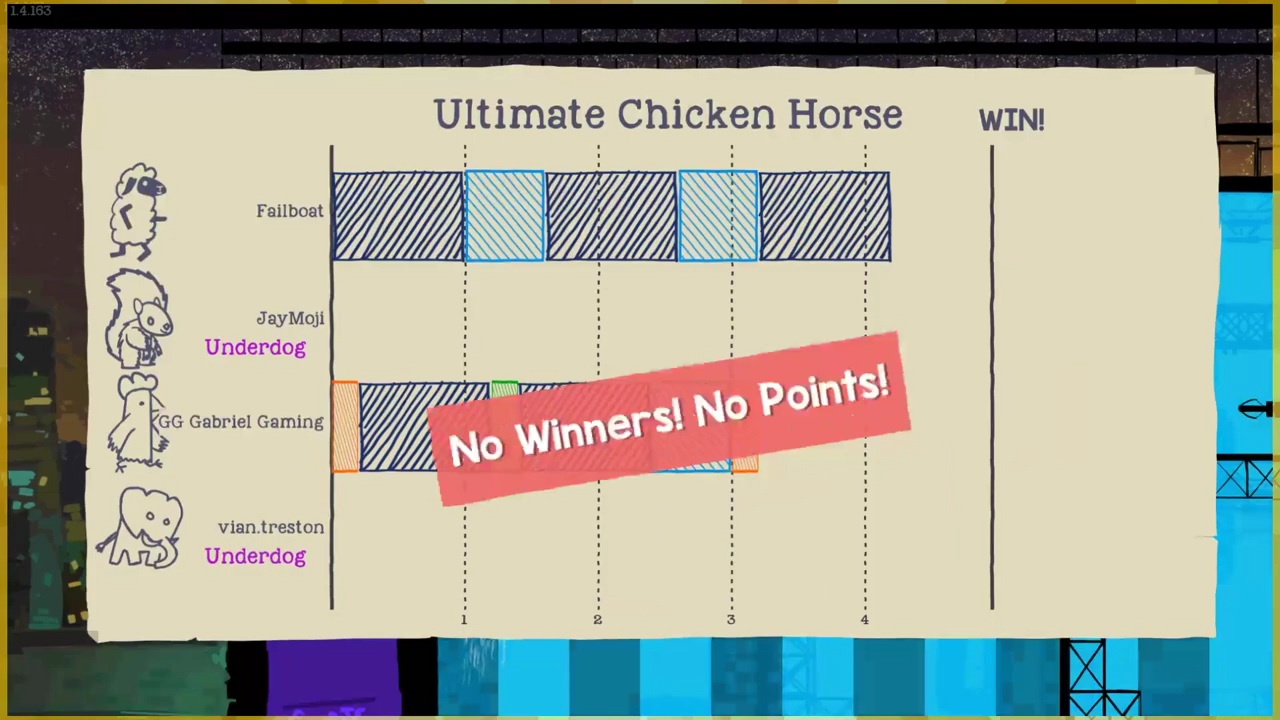 1.4.163
Ultimate Chicken Horse
WIN!
Failboat
JayMoji
Underdog
GG Gabriel Gaming
No Winners! No Points!
vian.treston
Underdog
1 2 3 4